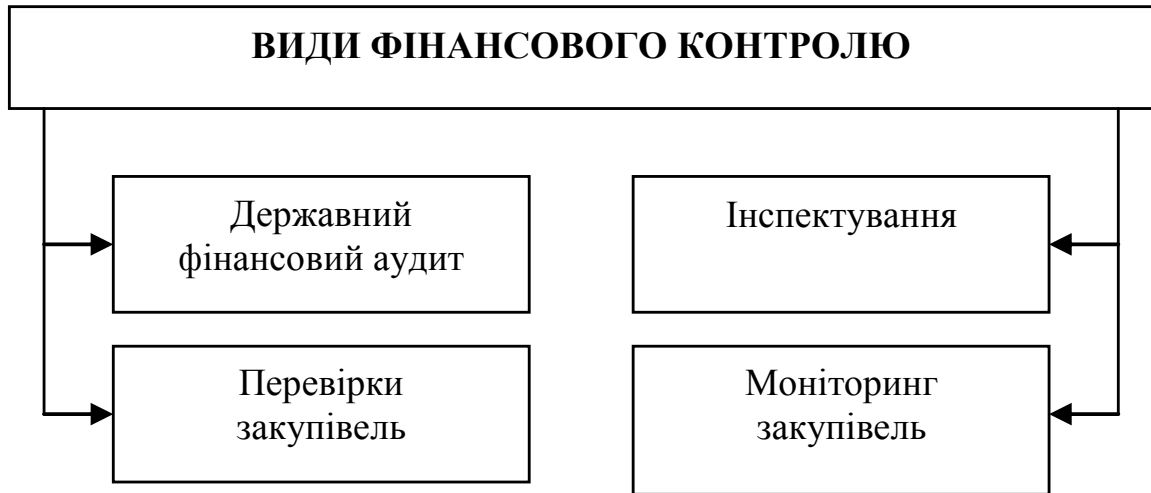 ВИДИ ФІНАНСОВОГО КОНТРОЛЮ
Державний
фінансовий аудит
Інспектування
Перевірки
закупівель
Моніторинг
закупівель